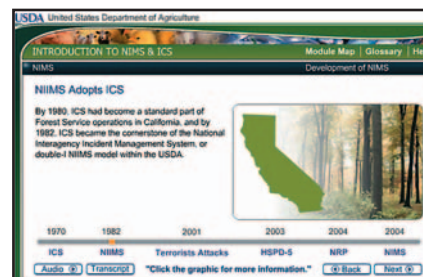 USDA United States Department of Agriculture
INTRODUCTION TO NIMS & ICS
Module Map | Glossary | He
NIMS
Development of NIMS
NIIMS Adopts ICS
By 1980. ICS had become a standard part of
Forest Service operations in California. and by
1982. ICS became the cornerstone of the National
Interagency Incident Management System, or
double-I NIIMS model within the USDA.
1970 1982 2001 2003 2004 2004
ICS NIIMS Terrorists Attacks HSPD-5 NRP NIMS
Audio Transcript "Click the graphic for more information." Back Next